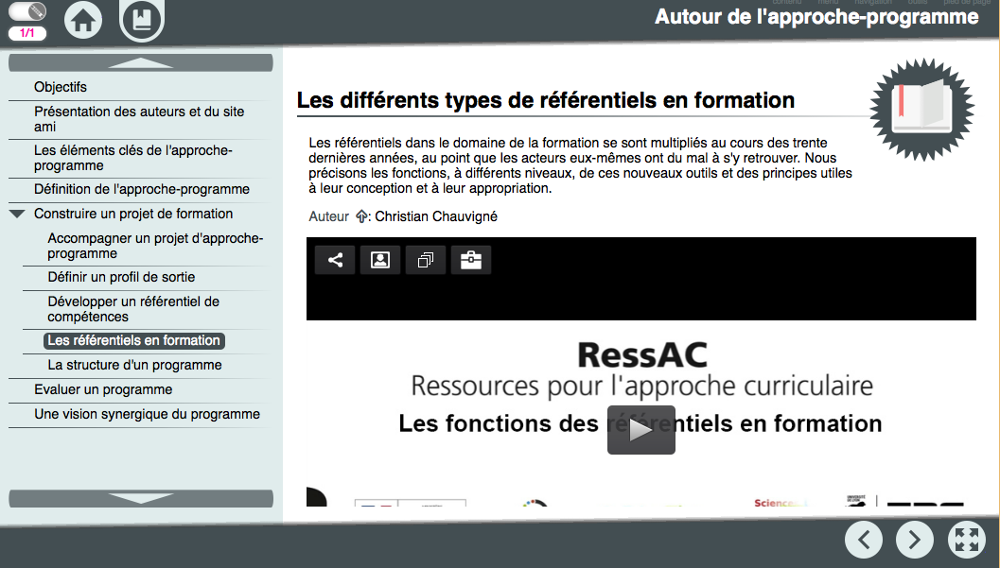 contenu menu navigation outils pied de page
1/1
Autour de l'approche-programme
Objectifs
Présentation des auteurs et du site
ami
Les éléments clés de l'approche-
programme
Définition de l'approche-programme
Construire un projet de formation
Accompagner un projet d'approche-
programme
Définir un profil de sortie
Développer un référentiel de
compétences
Les référentiels en formation
La structure d'un programme
Evaluer un programme
Une vision synergique du programme
Les différents types de référentiels en formation
Les référentiels dans le domaine de la formation se sont multipliés au cours des trente
dernières années, au point que les acteurs eux-mêmes ont du mal à s'y retrouver. Nous
précisons les fonctions, à différents niveaux, de ces nouveaux outils et des principes utiles
à leur conception et à leur appropriation.
Auteur : Christian Chauvigné
RessAC
Ressources pour l'approche curriculaire
Les fonctions des référentiels en formation
UNIVERSITÉ
DE LYON